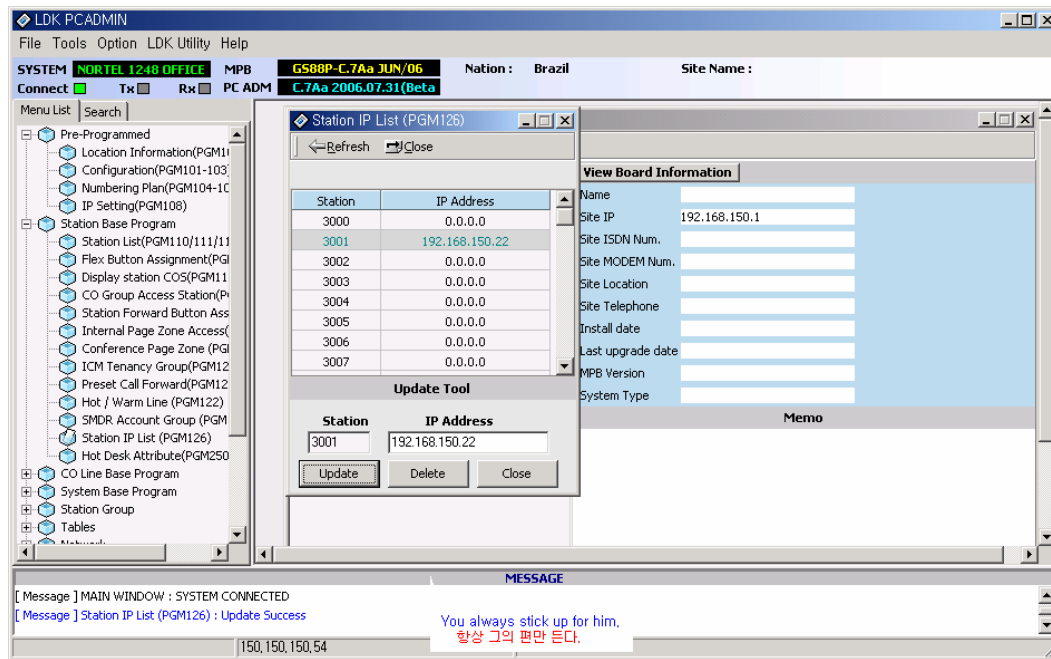 LDK PCADMIN
File Tools Option LDK Utility Help
SYSTEM NORTEL 1248 OFFICE MPB GS88P-C.7Aa JUN/06 Nation : Brazil Site Name :
Connect Tx Rx PC ADM C.7Aa 2006.07.31(Beta
Menu List Search
Pre-Programmed
Location Information(PGM1
Configuration(PGM101-103)
Numbering Plan(PGM104-10
IP Setting(PGM108)
Station Base Program
Station List(PGM110/111/11
Flex Button Assignment(PG
Display station COS(PGM11
CO Group Access Station(P
Station Forward Button Ass
Internal Page Zone Access(
Conference Page Zone (PG
ICM Tenancy Group(PGM12
Preset Call Forward(PGM12
Hot / Warm Line (PGM122)
SMDR Account Group (PGM
Station IP List (PGM126)
Hot Desk Attribute(PGM250
CO Line Base Program
System Base Program
Station Group
Tables
Station IP List (PGM126)
Refresh Close
Station IP Address
3000 0.0.0.0
3001 192.168.150.22
3002 0.0.0.0
3003 0.0.0.0
3004 0.0.0.0
3005 0.0.0.0
3006 0.0.0.0
3007 0.0.0.0
Update Tool
Station IP Address
3001 192.168.150.22
Update Delete Close
View Board Information
Name
Site IP 192.168.150.1
Site ISDN Num.
Site MODEM Num.
Site Location
Site Telephone
Install date
Last upgrade date
MPB Version
System Type
Memo
MESSAGE
[ Message ] MAIN WINDOW : SYSTEM CONNECTED
[ Message ] Station IP List (PGM126) : Update Success
You always stick up for him,
항상 그의 편만 든다.
150,150,150,54